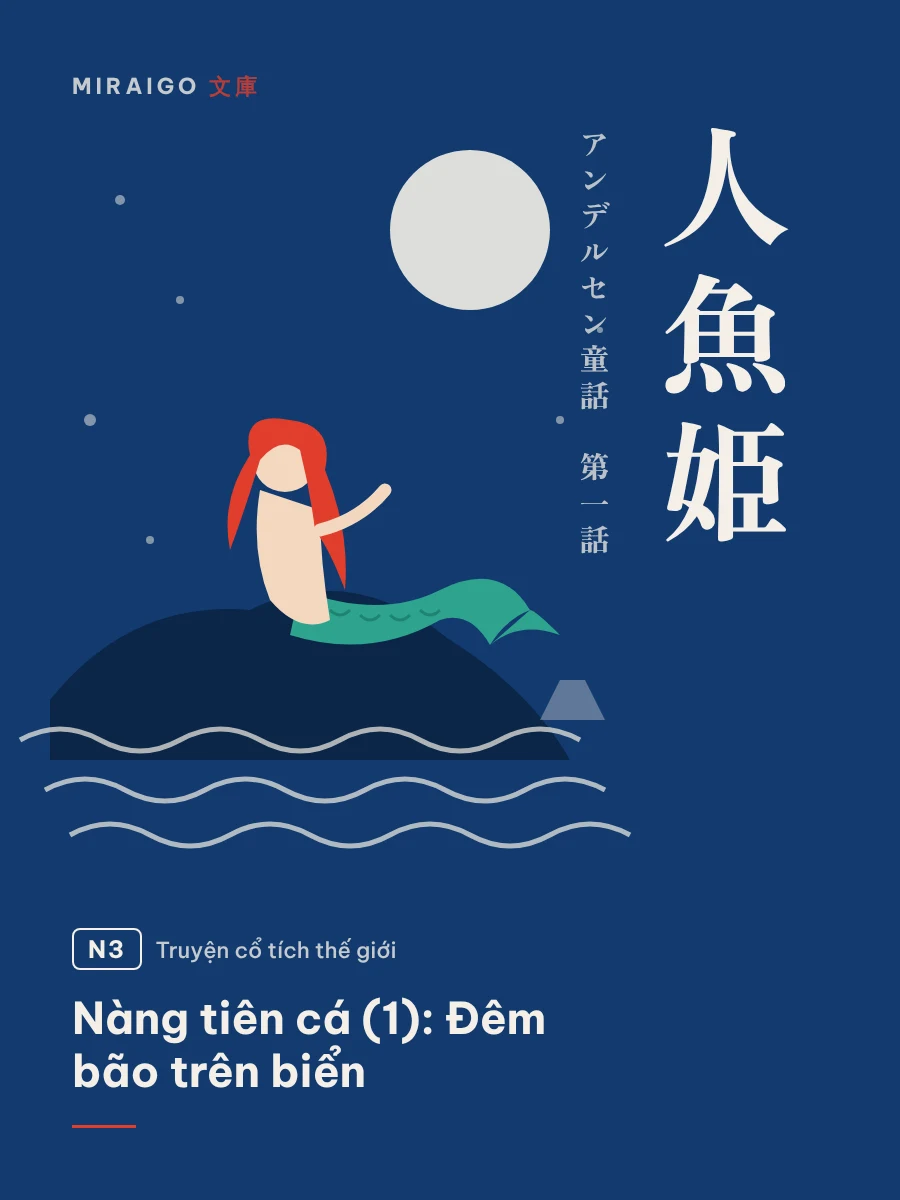 MIRAIGO 文庫
人魚姫
アンデルセン童話　第一話
N3 Truyện cổ tích thế giới
Nàng tiên cá (1): Đêm
bão trên biển